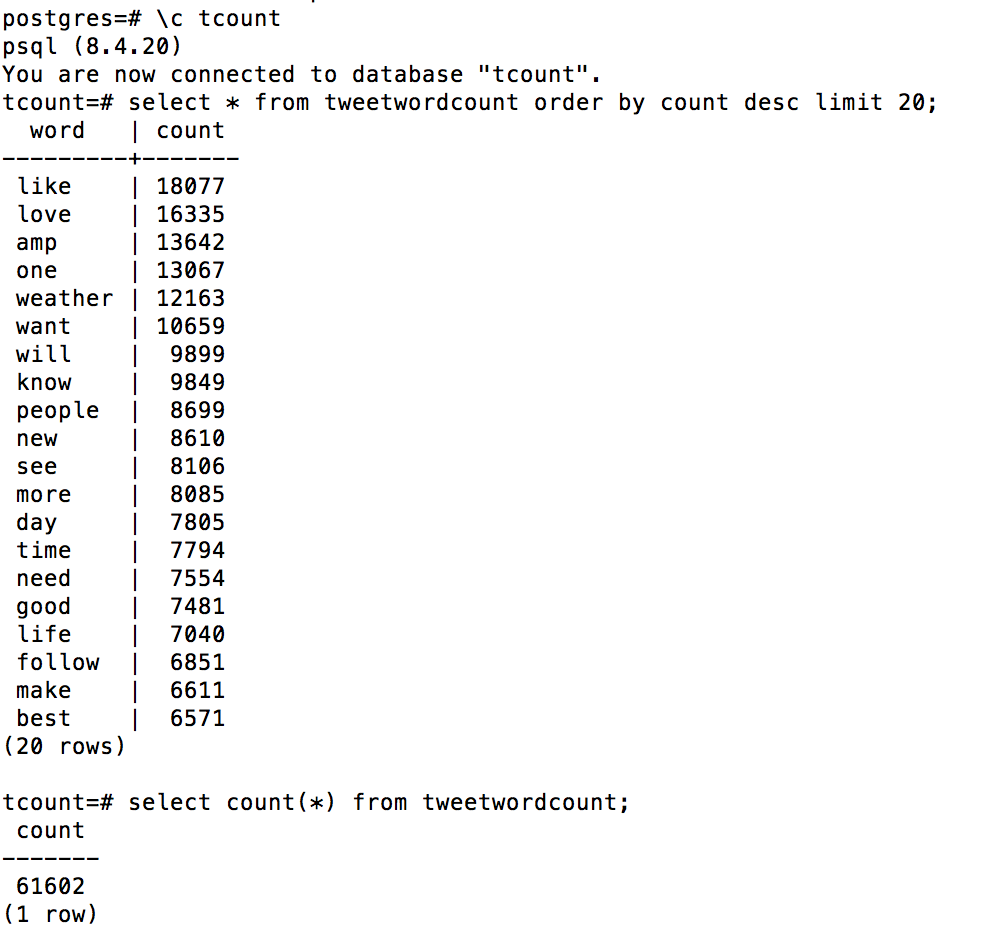 postgres=# \c tcount
psql (8.4.20)
You are now connected to database "tcount".
tcount=# select * from tweetwordcount order by count desc limit 20;
  word   | count
---------+-------
 like    | 18077
 love    | 16335
 amp     | 13642
 one     | 13067
 weather | 12163
 want    | 10659
 will    |  9899
 know    |  9849
 people  |  8699
 new     |  8610
 see     |  8106
 more    |  8085
 day     |  7805
 time    |  7794
 need    |  7554
 good    |  7481
 life    |  7040
 follow  |  6851
 make    |  6611
 best    |  6571
(20 rows)

tcount=# select count(*) from tweetwordcount;
 count
-------
 61602
(1 row)